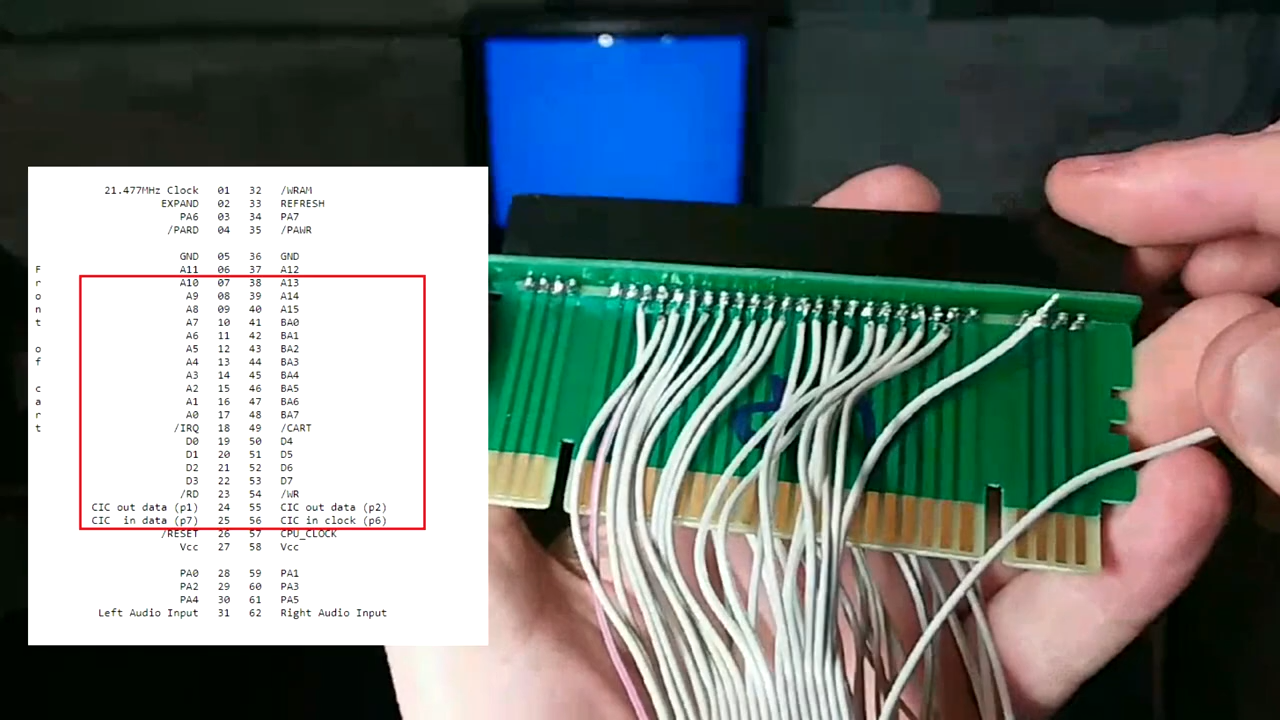 21.477MHz Clock 01 32 /WRAM
EXPAND 02 33 REFRESH
PA6 03 34 PA7
/PARD 04 35 /PAWR
GND 05 36 GND
F A11 06 37 A12
r A10 07 38 A13
o A9 08 39 A14
n A8 09 40 A15
t A7 10 41 BA0
A6 11 42 BA1
o A5 12 43 BA2
f A4 13 44 BA3
A3 14 45 BA4
c A2 15 46 BA5
a A1 16 47 BA6
r A0 17 48 BA7
t /IRQ 18 49 /CART
D0 19 50 D4
D1 20 51 D5
D2 21 52 D6
D3 22 53 D7
/RD 23 54 /WR
CIC out data (p1) 24 55 CIC out data (p2)
CIC in data (p7) 25 56 CIC in clock (p6)
/RESET 26 57 CPU_CLOCK
Vcc 27 58 Vcc
PA0 28 59 PA1
PA2 29 60 PA3
PA4 30 61 PA5
Left Audio Input 31 62 Right Audio Input